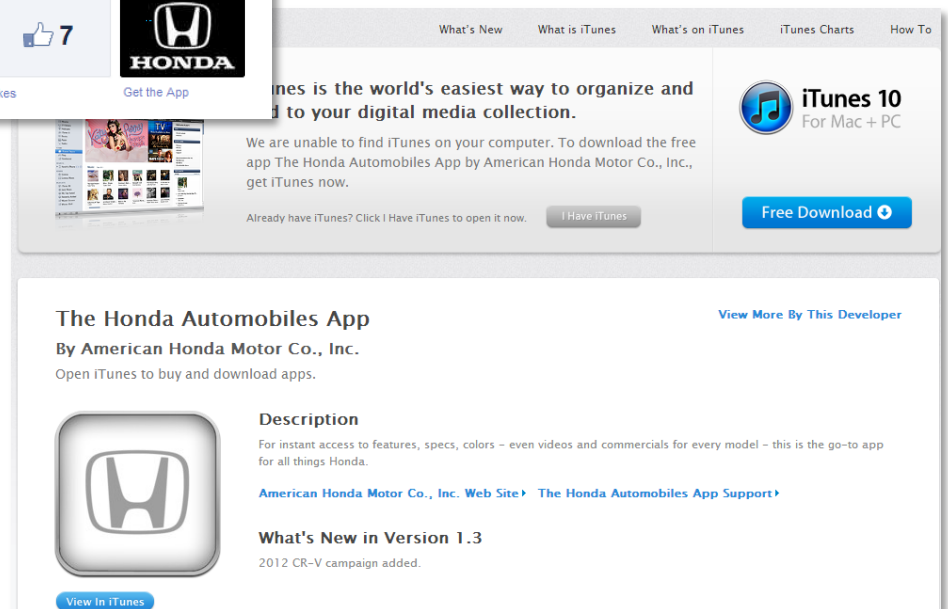 7
HONDA
Get the App
What's New
What is iTunes
What's on iTunes
iTunes Charts
How To
is the world's easiest way to organize and
to your digital media collection.
We are unable to find iTunes on your computer. To download the free
app The Honda Automobiles App by American Honda Motor Co., Inc.,
get iTunes now.
Already have iTunes? Click I Have iTunes to open it now.
I Have iTunes
iTunes 10
For Mac + PC
Free Download
The Honda Automobiles App
View More By This Developer
By American Honda Motor Co., Inc.
Open iTunes to buy and download apps.
Description
For instant access to features, specs, colors - even videos and commercials for every model - this is the go-to app
for all things Honda.
American Honda Motor Co., Inc. Web Site
The Honda Automobiles App Support
What's New in Version 1.3
2012 CR-V campaign added.
View In iTunes